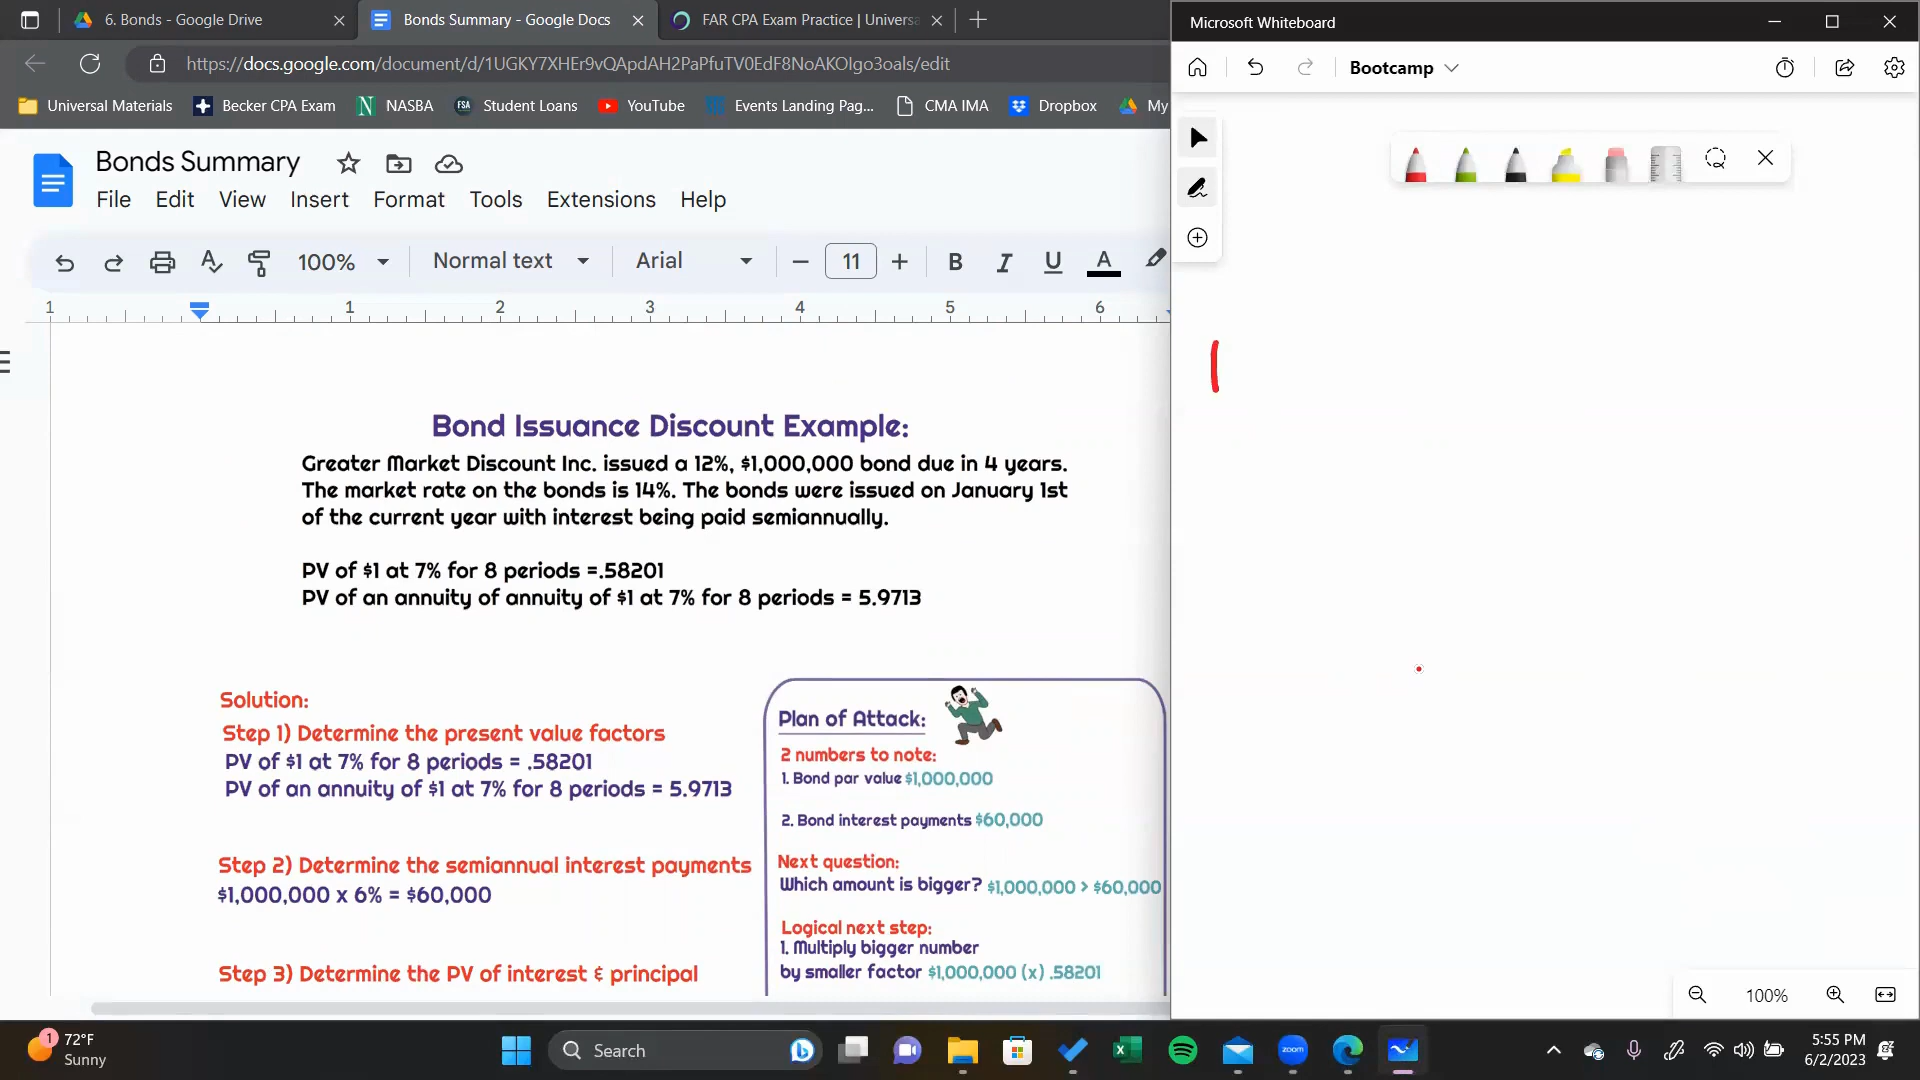 6. Bonds - Google Drive
Bonds Summary - Google Docs
FAR CPA Exam Practice | Universa
Microsoft Whiteboard
https://docs.google.com/document/d/1UGKY7XHEr9vQApdAH2PaPfuTV0EdF8NoAKOIgo3oals/edit
Bootcamp
Universal Materials
Becker CPA Exam
NASBA
FSA
Student Loans
YouTube
Events Landing Pag...
CMA IMA
Dropbox
My
Bonds Summary
File Edit View Insert Format Tools Extensions Help
100% Normal text Arial 11 B I U A
1 1 2 3 4 5 6
Bond Issuance Discount Example:
Greater Market Discount Inc. issued a 12%, $1,000,000 bond due in 4 years.
The market rate on the bonds is 14%. The bonds were issued on January 1st
of the current year with interest being paid semiannually.
PV of $1 at 7% for 8 periods =.58201
PV of an annuity of annuity of $1 at 7% for 8 periods = 5.9713
Solution:
Step 1) Determine the present value factors
PV of $1 at 7% for 8 periods = .58201
PV of an annuity of $1 at 7% for 8 periods = 5.9713
Step 2) Determine the semiannual interest payments
$1,000,000 x 6% = $60,000
Step 3) Determine the PV of interest & principal
Plan of Attack:
2 numbers to note:
1. Bond par value $1,000,000
2. Bond interest payments $60,000
Next question:
Which amount is bigger? $1,000,000 > $60,000
Logical next step:
1. Multiply bigger number
by smaller factor $1,000,000 (x) .58201
100%
1
72°F
Sunny
Search
zoom
5:55 PM
6/2/2023